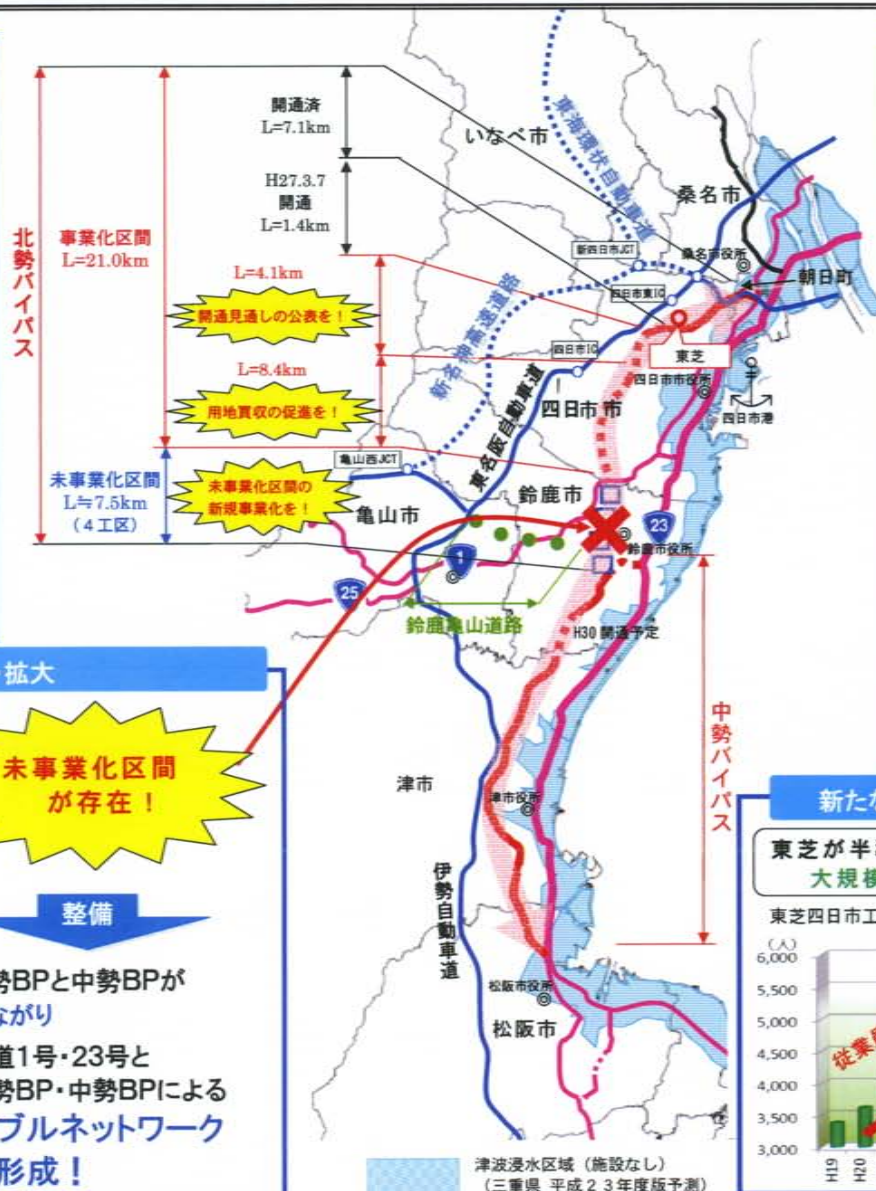 開通済
L=7.1km
H27.3.7
開通
L=1.4km
北勢バイパス
事業化区間
L=21.0km
L=4.1km
開通見通しの公表を！
L=8.4km
用地買収の促進を！
未事業化区間
L≒7.5km
（4工区）
未事業化区間の
新規事業化を！
いなべ市
東海環状自動車道
桑名市
桑名市役所
新四日市JCT
朝日町
四日市東IC
新名神高速道路
東芝
四日市IC
四日市市役所
四日市港
四日市市
東名阪自動車道
亀山西JCT
鈴鹿市
亀山市
23
鈴鹿市役所
1
25
鈴鹿亀山道路
H30 開通予定
中勢バイパス
津市
津市役所
伊勢自動車道
松阪市役所
松阪市
津波浸水区域（施設なし）
（三重県 平成23年度版予測）
拡大
未事業化区間
が存在！
整備
勢BPと中勢BPが
ながり
道1号・23号と
勢BP・中勢BPによる
ブルネットワーク
形成！
新たな
東芝が半
大規模
東芝四日市工
（人）
6,000
5,500
5,000
4,500
4,000
3,500
3,000
従業員
H19
H20